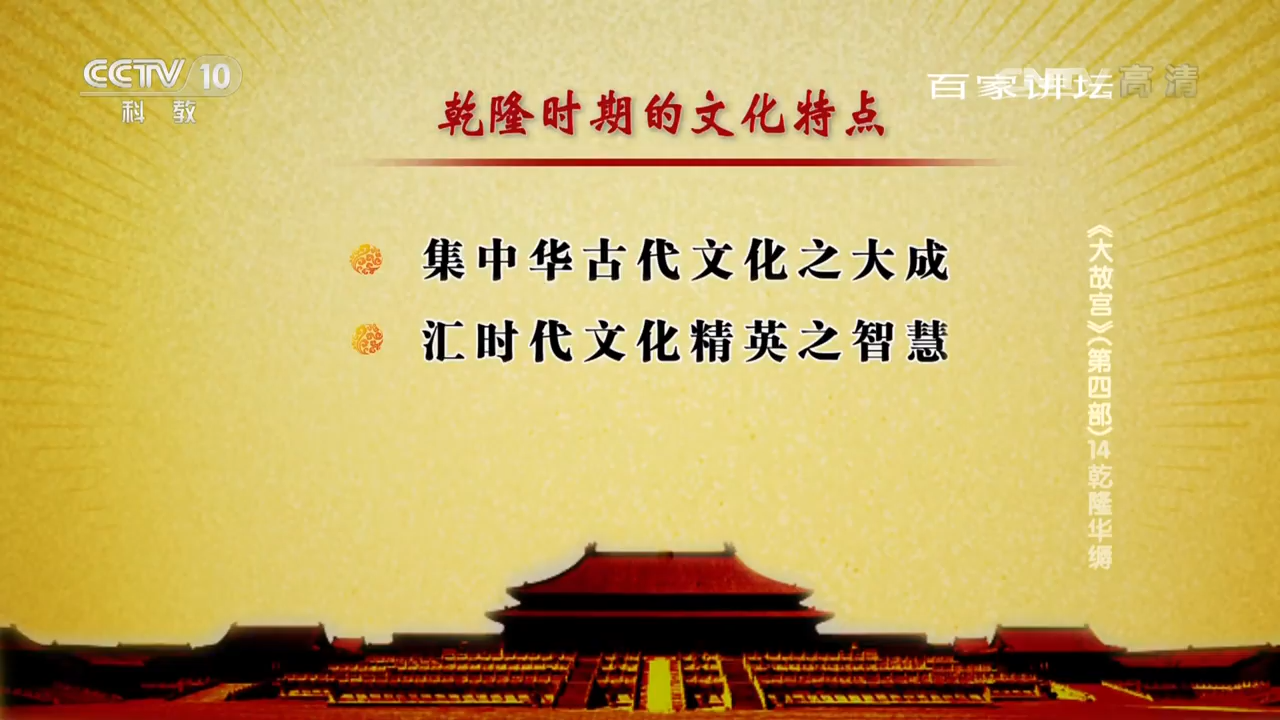 CCTV 10
科教
百家讲坛
高清
乾隆时期的文化特点
集中华古代文化之大成
汇时代文化精英之智慧
《大故宫》(第四部)14乾隆华缛